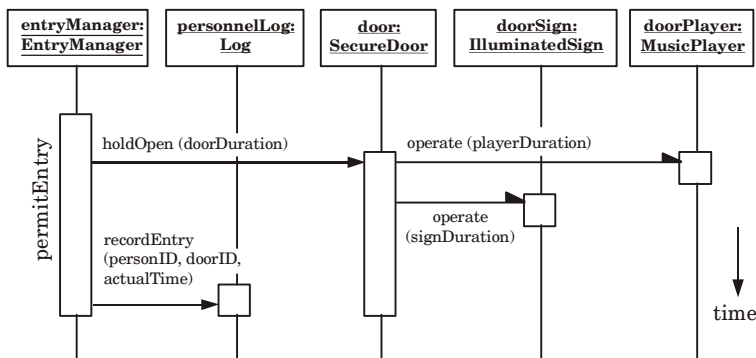 entryManager:
EntryManager
personnelLog:
Log
door:
SecureDoor
doorSign:
IlluminatedSign
doorPlayer:
MusicPlayer
permitEntry
holdOpen (doorDuration)
operate (playerDuration)
operate
(signDuration)
recordEntry
(personID, doorID,
actualTime)
time